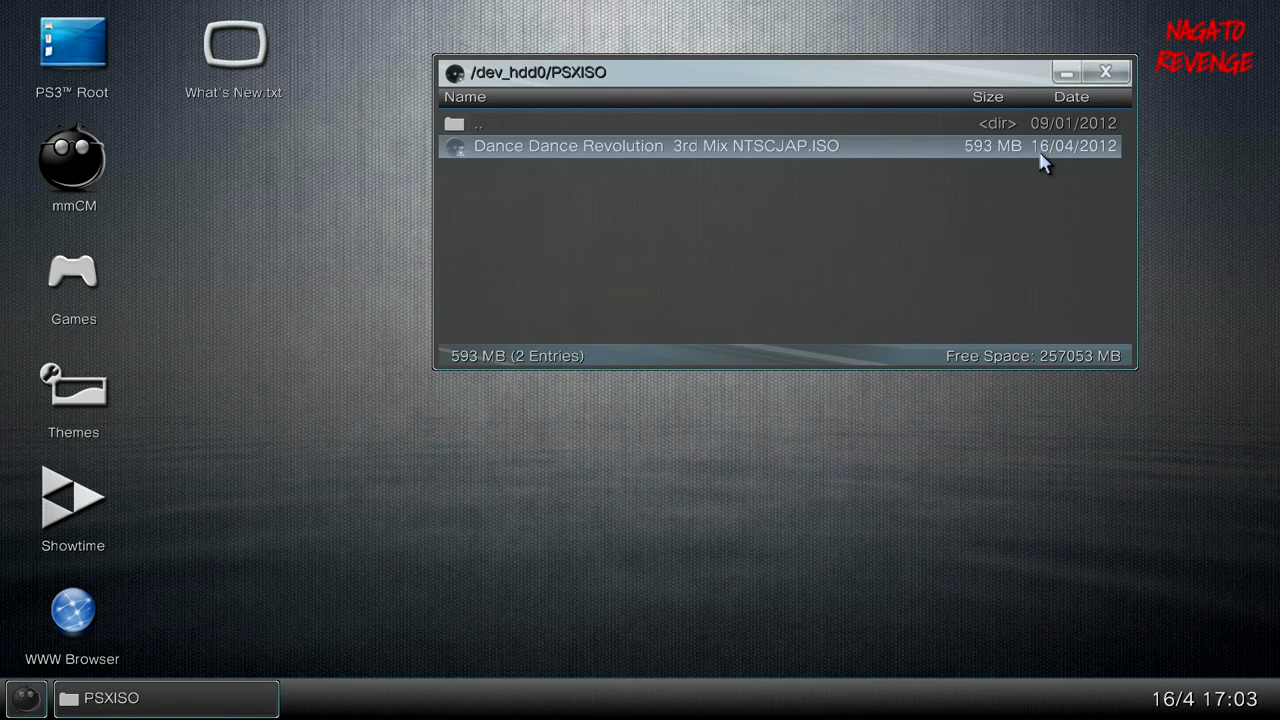 PS3™ Root
What's New.txt
mmCM
Games
Themes
Showtime
WWW Browser
/dev_hdd0/PSXISO
Name Size Date
.. <dir> 09/01/2012
Dance Dance Revolution  3rd Mix NTSCJAP.ISO 593 MB 16/04/2012
593 MB (2 Entries) Free Space: 257053 MB
NAGATO
REVENGE
PSXISO
16/4 17:03